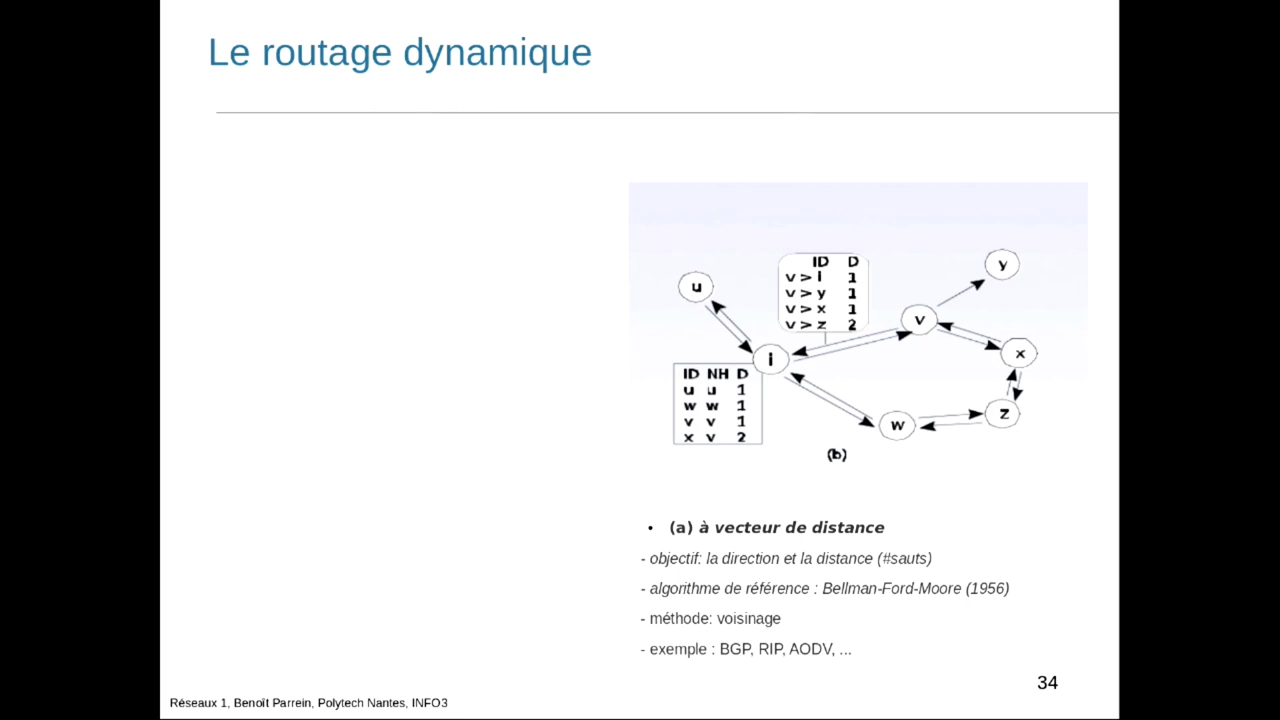 Le routage dynamique
ID D
v > i 1
v > y 1
v > x 1
v > z 2
u
i
v
y
x
z
w
ID NH D
u u 1
w w 1
v v 1
x v 2
(b)
• (a) à vecteur de distance
- objectif: la direction et la distance (#sauts)
- algorithme de référence : Bellman-Ford-Moore (1956)
- méthode: voisinage
- exemple : BGP, RIP, AODV, ...
34
Réseaux 1, Benoît Parrein, Polytech Nantes, INFO3